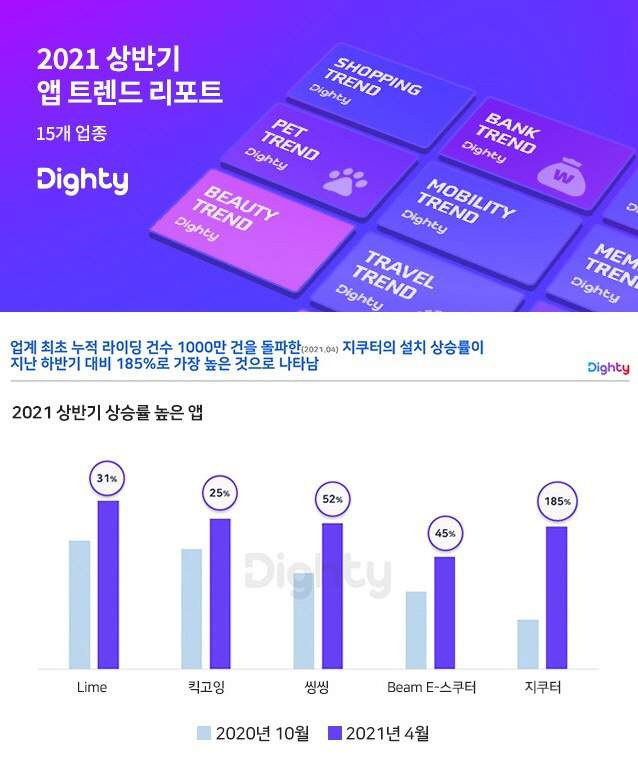 2021 상반기
앱 트렌드 리포트
15개 업종
Dighty
SHOPPING
TREND
Dighty
BANK
TREND
Dighty
W
PET
TREND
Dighty
MOBILITY
TREND
Dighty
BEAUTY
TREND
Dighty
TRAVEL
TREND
Dighty
업계 최초 누적 라이딩 건수 1000만 건을 돌파한(2021.04) 지쿠터의 설치 상승률이
지난 하반기 대비 185%로 가장 높은 것으로 나타남
Dighty
2021 상반기 상승률 높은 앱
31%
25%
52%
45%
185%
Dighty
Lime
킥고잉
씽씽
Beam E-스쿠터
지쿠터
2020년 10월
2021년 4월